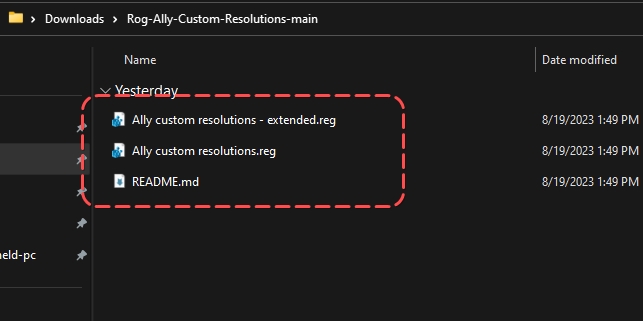 Downloads > Rog-Ally-Custom-Resolutions-main
Name Date modified
Yesterday
Ally custom resolutions - extended.reg 8/19/2023 1:49 PM
Ally custom resolutions.reg 8/19/2023 1:49 PM
README.md 8/19/2023 1:49 PM
eld-pc